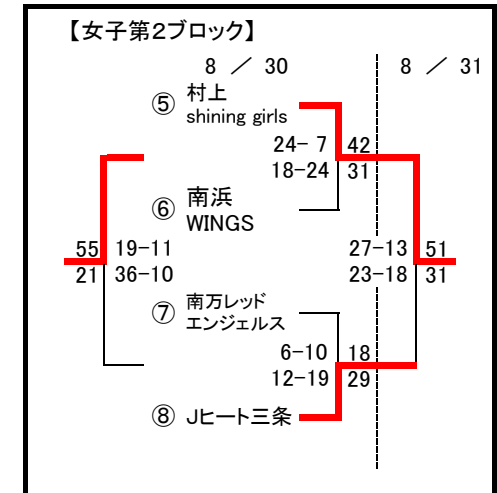 【女子第2ブロック】
8 ／ 30
8 ／ 31
⑤ 村上
shining girls
24- 7 42
18-24 31
⑥ 南浜
WINGS
55 19-11
21 36-10
27-13 51
23-18 31
⑦ 南万レッド
エンジェルス
6-10 18
12-19 29
⑧ Jヒート三条